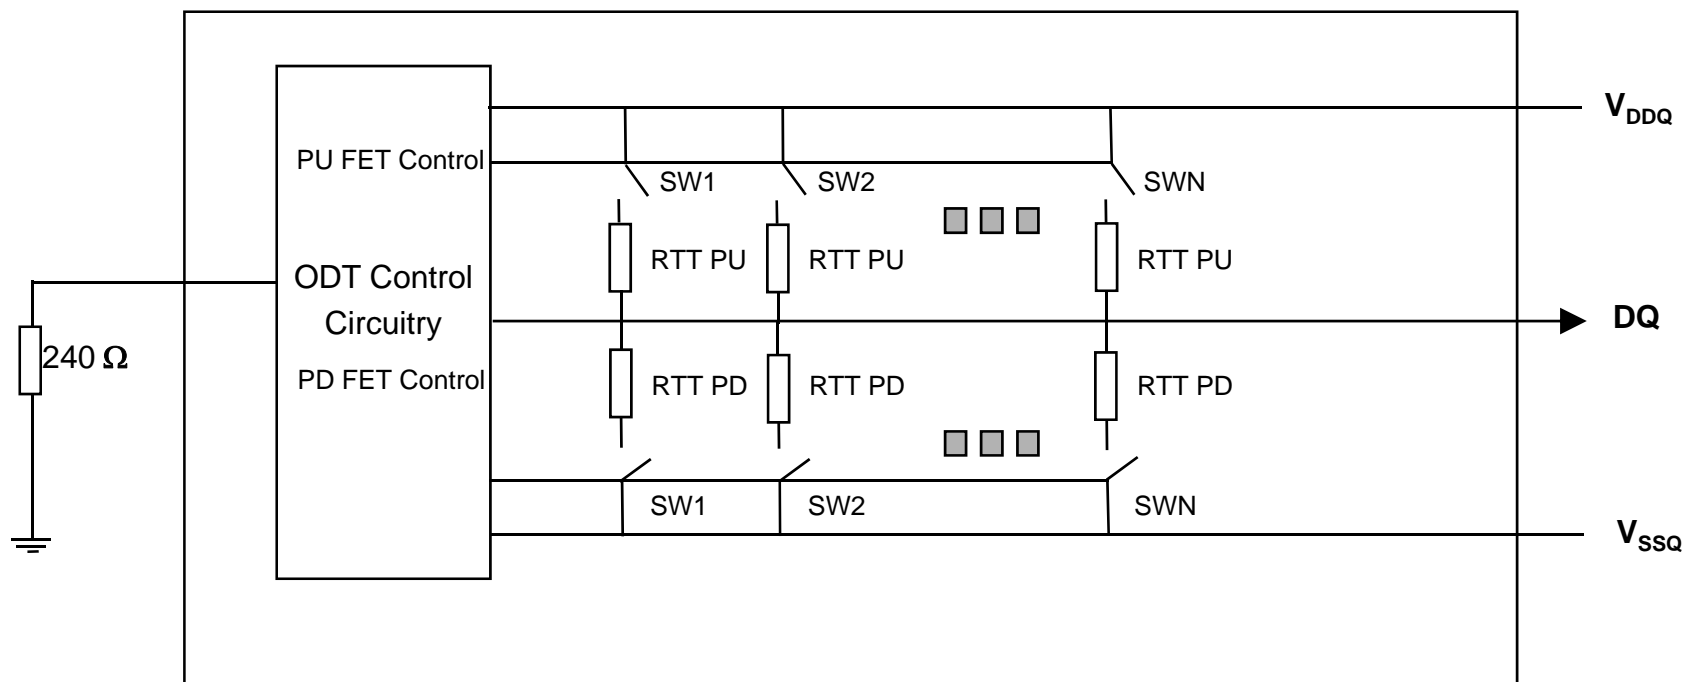 V_DDQ
PU FET Control
SW1
SW2
SWN
RTT PU
RTT PU
RTT PU
ODT Control
Circuitry
DQ
240 Ω
PD FET Control
RTT PD
RTT PD
RTT PD
SW1
SW2
SWN
V_SSQ